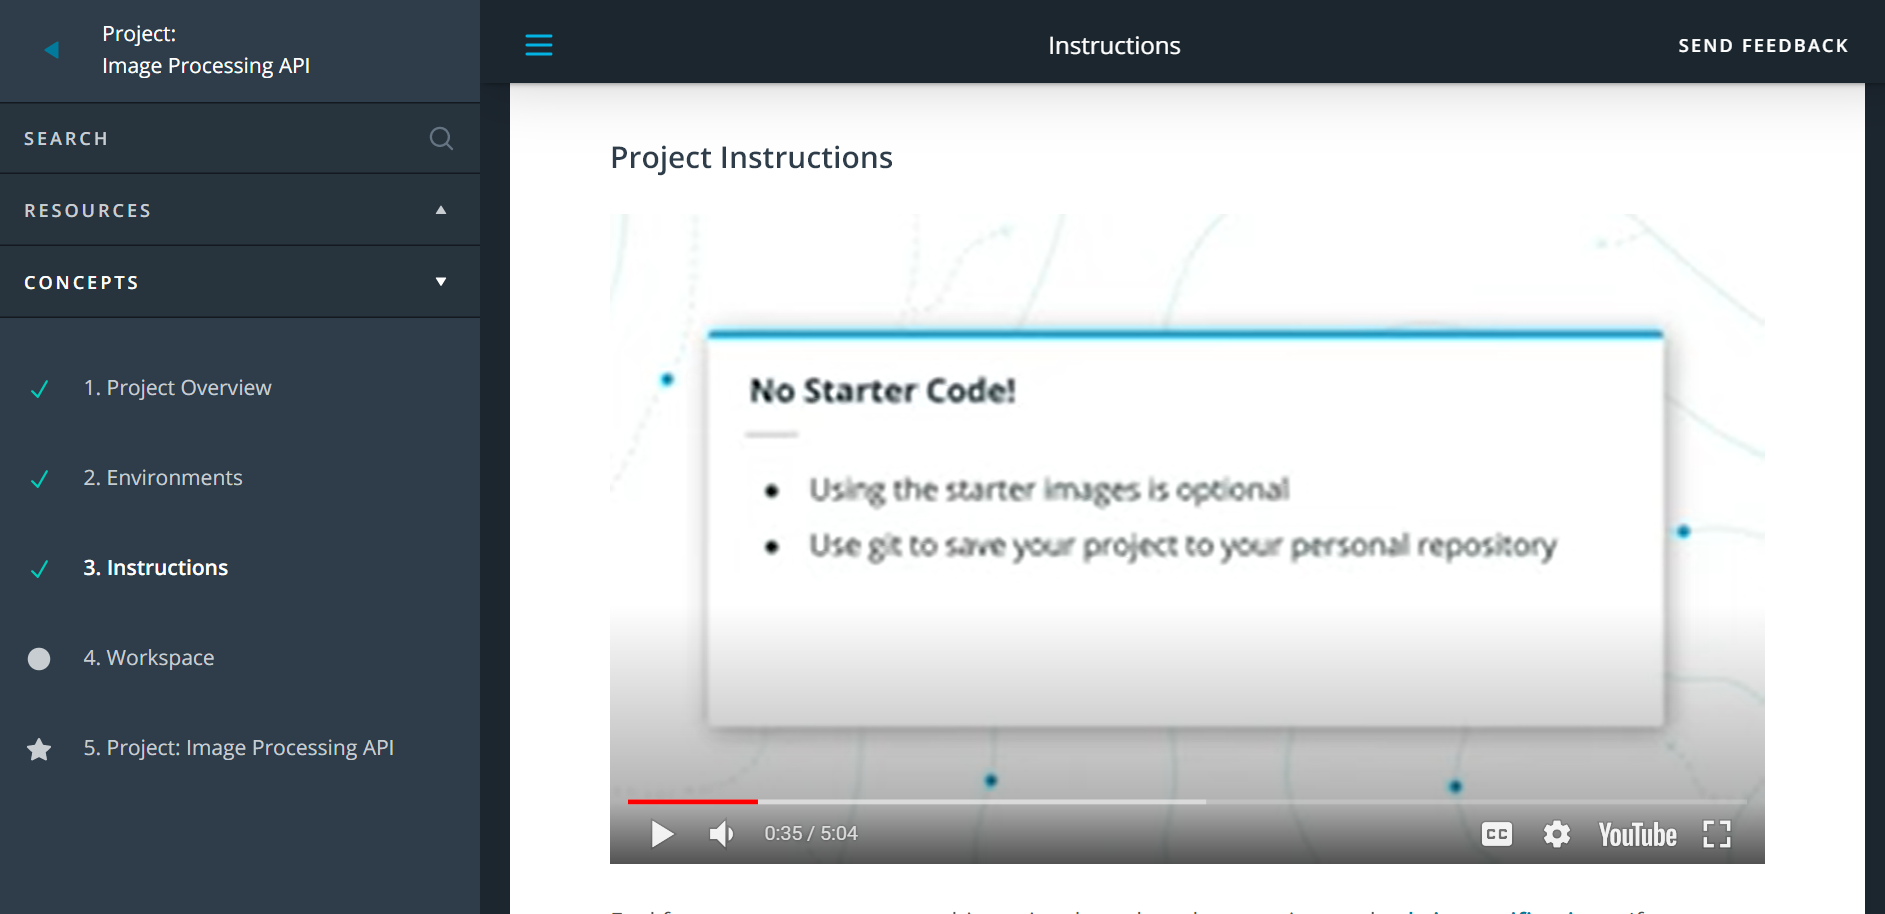 Project:
Image Processing API
SEARCH
RESOURCES
CONCEPTS
1. Project Overview
2. Environments
3. Instructions
4. Workspace
5. Project: Image Processing API
Instructions
SEND FEEDBACK
Project Instructions
No Starter Code!
Using the starter images is optional
Use git to save your project to your personal repository
0:35 / 5:04
CC
YouTube